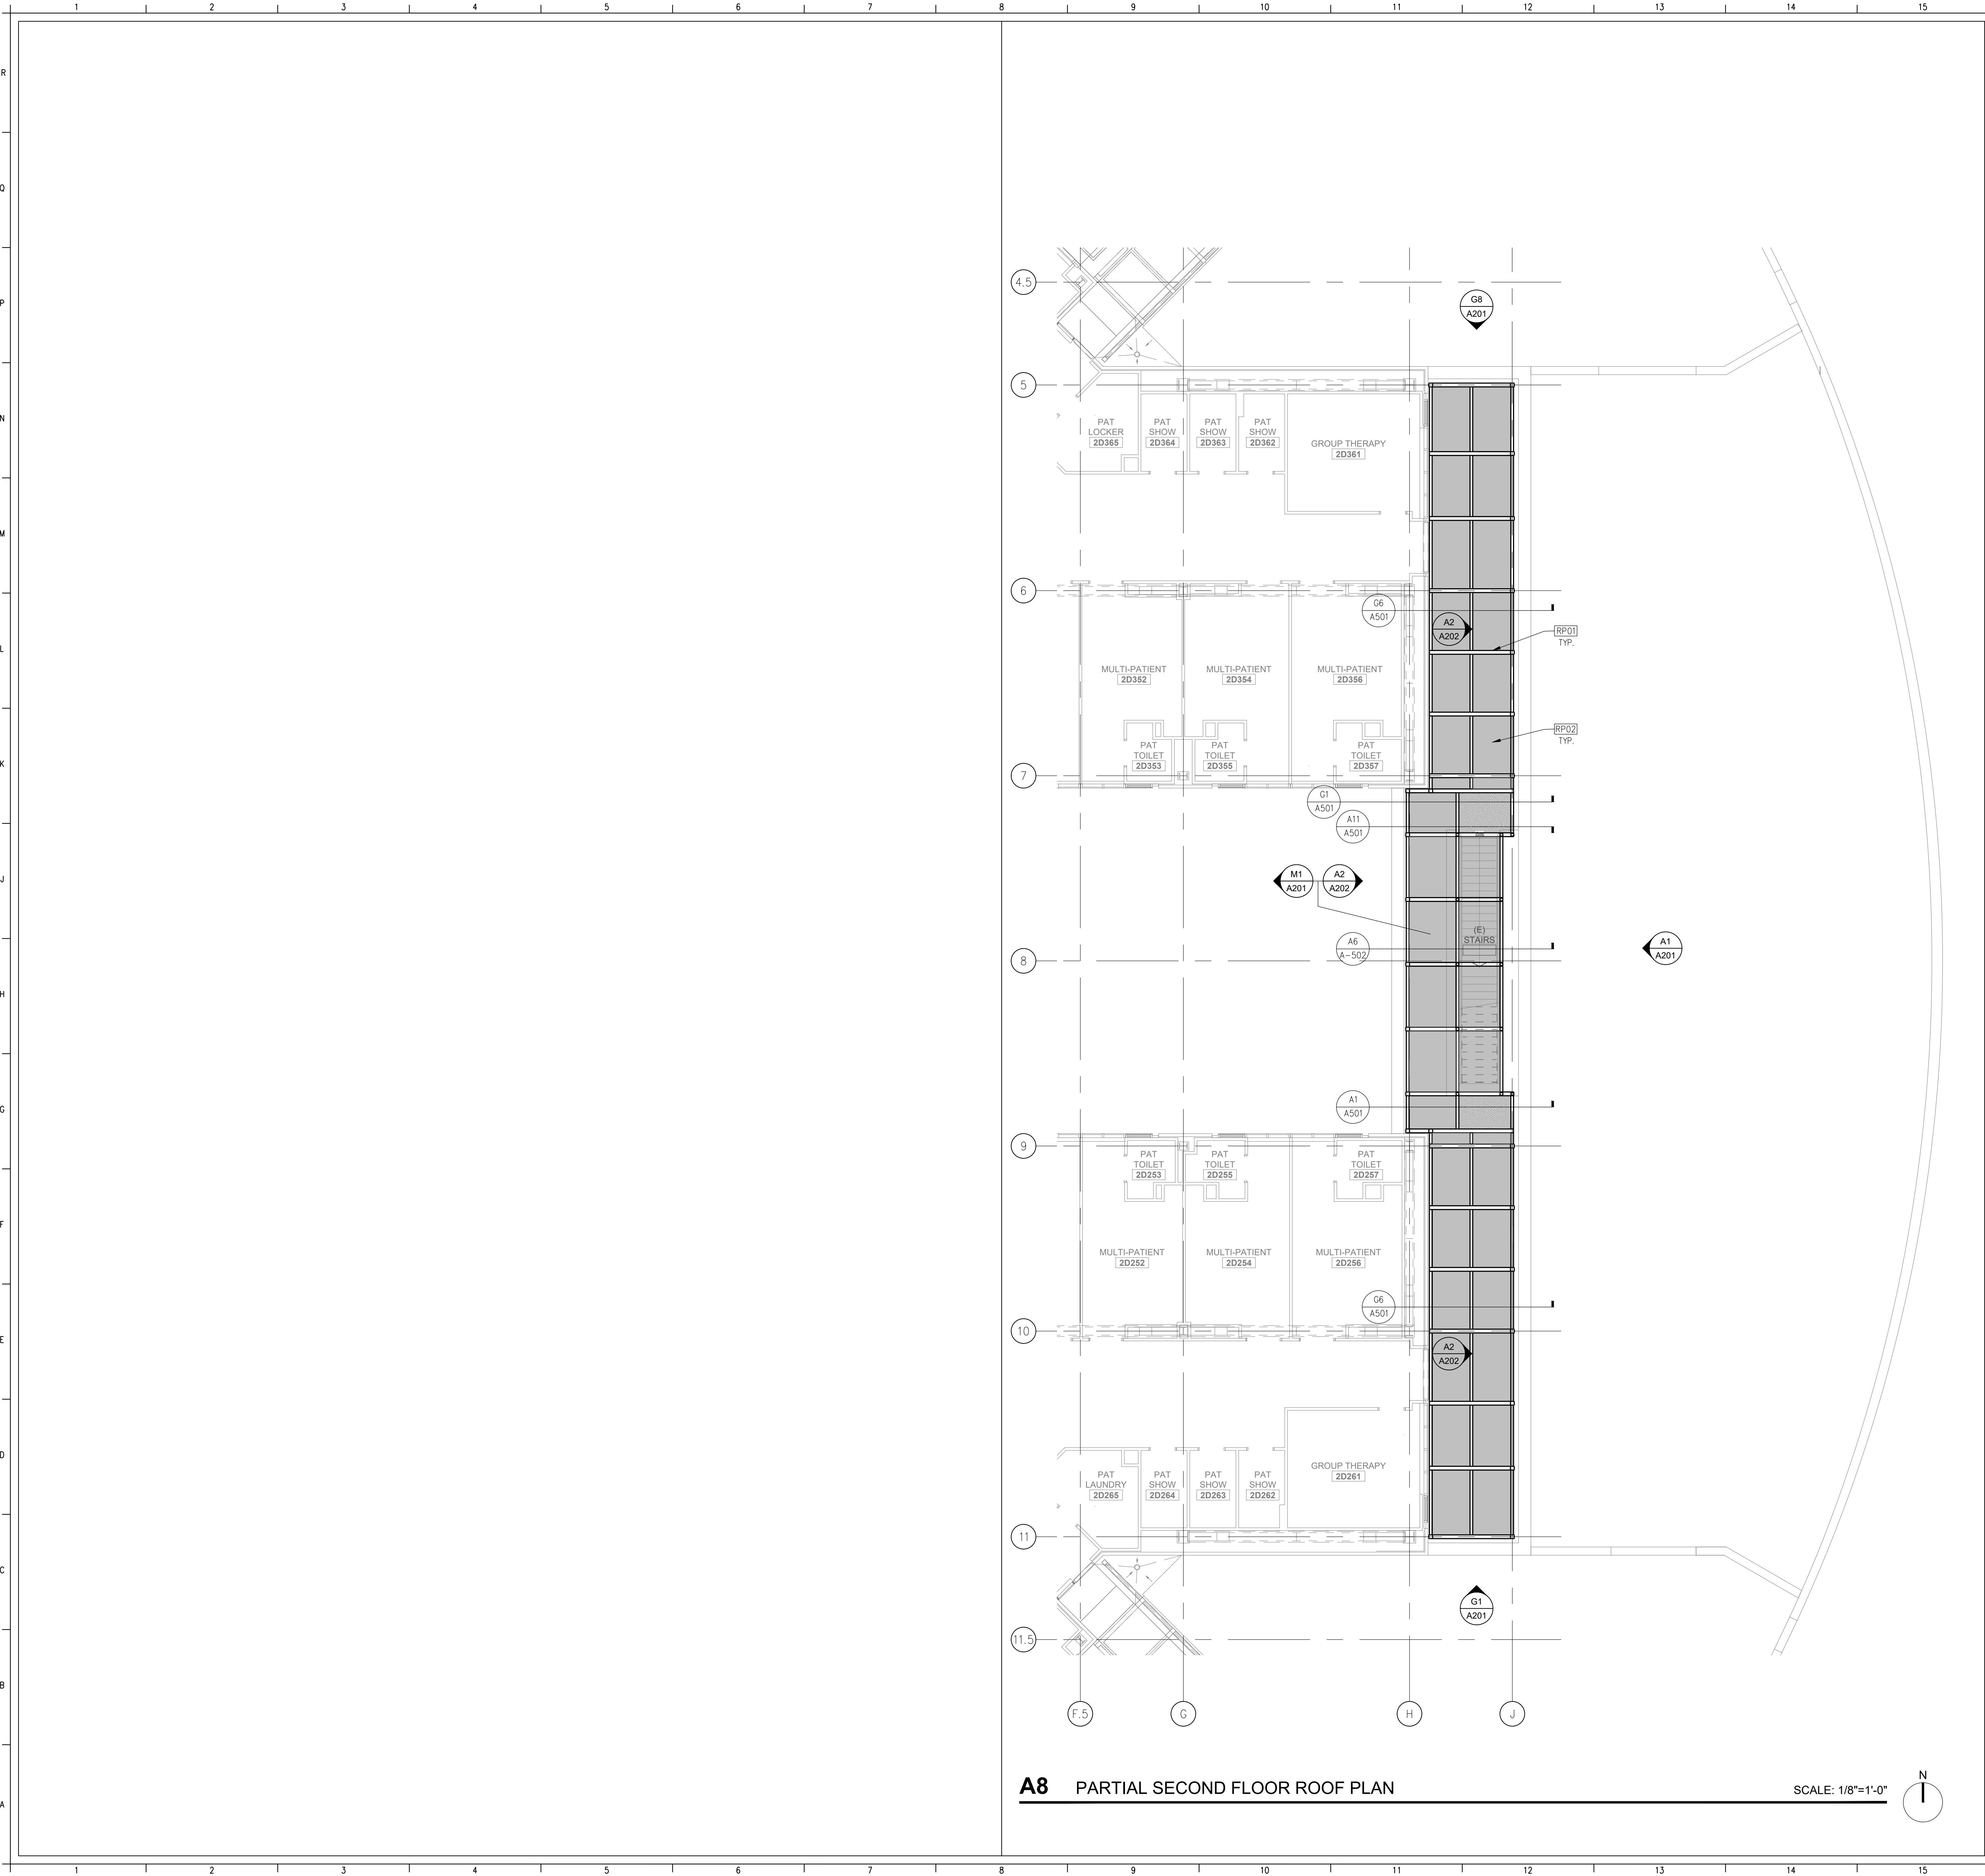 1 2 3 4 5 6 7 8 9 10 11 12 13 14 15
R
Q
P
N
M
L
K
J
H
G
F
E
D
C
B
A
4.5
G8
A201
5
PAT
LOCKER
2D365
PAT
SHOW
2D364
PAT
SHOW
2D363
PAT
SHOW
2D362
GROUP THERAPY
2D361
6
G6
A501
A2
A202
RP01
TYP.
MULTI-PATIENT
2D352
MULTI-PATIENT
2D354
MULTI-PATIENT
2D356
RP02
TYP.
PAT
TOILET
2D353
PAT
TOILET
2D355
PAT
TOILET
2D357
7
G1
A501
A11
A501
M1
A201
A2
A202
(E)
STAIRS
A6
A-502
A1
A201
8
A1
A501
9
PAT
TOILET
2D253
PAT
TOILET
2D255
PAT
TOILET
2D257
MULTI-PATIENT
2D252
MULTI-PATIENT
2D254
MULTI-PATIENT
2D256
G6
A501
10
A2
A202
PAT
LAUNDRY
2D265
PAT
SHOW
2D264
PAT
SHOW
2D263
PAT
SHOW
2D262
GROUP THERAPY
2D261
11
G1
A201
11.5
F.5
G
H
J
A8 PARTIAL SECOND FLOOR ROOF PLAN
SCALE: 1/8"=1'-0"
N
1 2 3 4 5 6 7 8 9 10 11 12 13 14 15